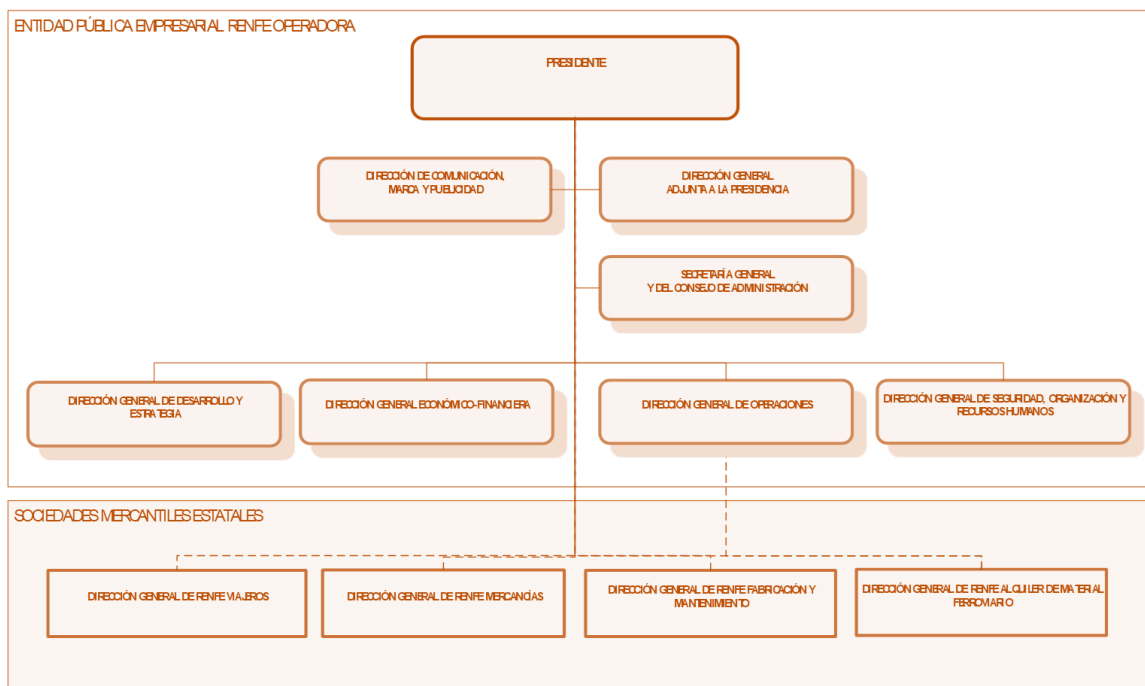 ENTIDAD PÚBLICA EMPRESARIAL RENFE OPERADORA
PRESIDENTE
DIRECCIÓN DE COMUNICACIÓN,
MARCA Y PUBLICIDAD
DIRECCIÓN GENERAL
ADJUNTA A LA PRESIDENCIA
SECRETARÍA GENERAL
Y DEL CONSEJO DE ADMINISTRACIÓN
DIRECCIÓN GENERAL DE DESARROLLO Y
ESTRATEGIA
DIRECCIÓN GENERAL ECONÓMICO-FINANCIERA
DIRECCIÓN GENERAL DE OPERACIONES
DIRECCIÓN GENERAL DE SEGURIDAD, ORGANIZACIÓN Y
RECURSOS HUMANOS
SOCIEDADES MERCANTILES ESTATALES
DIRECCIÓN GENERAL DE RENFE VIAJEROS
DIRECCIÓN GENERAL DE RENFE MERCANCÍAS
DIRECCIÓN GENERAL DE RENFE FABRICACIÓN Y
MANTENIMIENTO
DIRECCIÓN GENERAL DE RENFE ALQUILER DE MATERIAL
FERROVIARIO